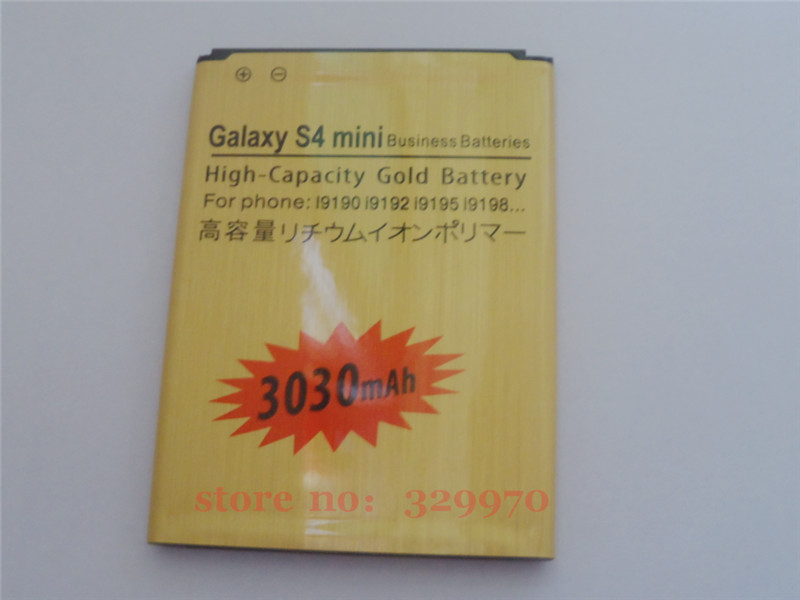 ⊕ ⊖
Galaxy S4 mini Business Batteries
High-Capacity Gold Battery
For phone: I9190 I9192 I9195 I9198...
高容量リチウムイオンポリマー
3030mAh
store no: 329970